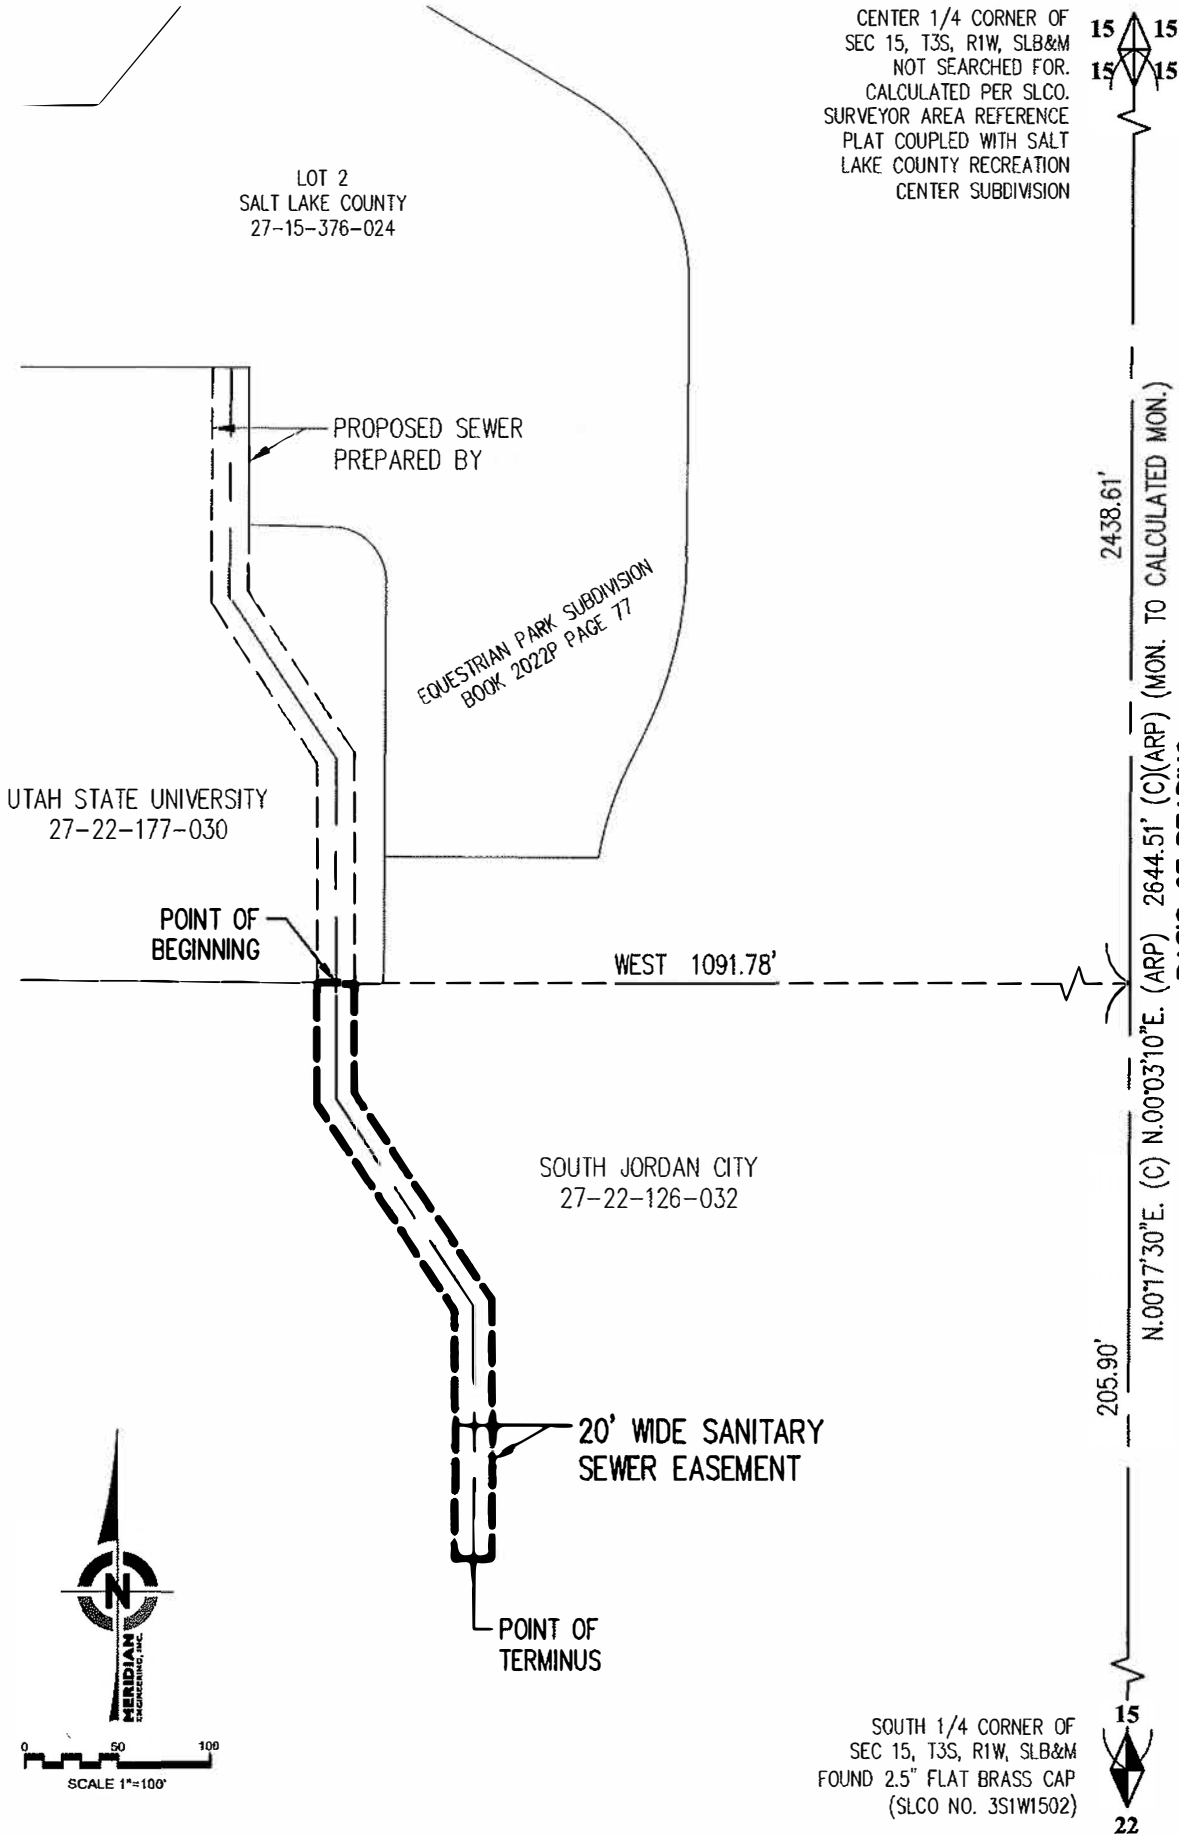 CENTER 1/4 CORNER OF
SEC 15, T3S, R1W, SLB&M
NOT SEARCHED FOR.
CALCULATED PER SLCO.
SURVEYOR AREA REFERENCE
PLAT COUPLED WITH SALT
LAKE COUNTY RECREATION
CENTER SUBDIVISION
15 15
15 15
LOT 2
SALT LAKE COUNTY
27-15-376-024
PROPOSED SEWER
PREPARED BY
EQUESTRIAN PARK SUBDIVISION
BOOK 2022P PAGE 77
2438.61'
N.00°17'30"E. (C) N.00°03'10"E. (ARP) 2644.51' (C)(ARP) (MON. TO CALCULATED MON.)
UTAH STATE UNIVERSITY
27-22-177-030
POINT OF
BEGINNING
WEST 1091.78'
SOUTH JORDAN CITY
27-22-126-032
205.90'
20' WIDE SANITARY
SEWER EASEMENT
POINT OF
TERMINUS
N
MERIDIAN
ENGINEERING, INC.
0 50 100
SCALE 1"=100'
SOUTH 1/4 CORNER OF
SEC 15, T3S, R1W, SLB&M
FOUND 2.5" FLAT BRASS CAP
(SLCO NO. 3S1W1502)
15
22